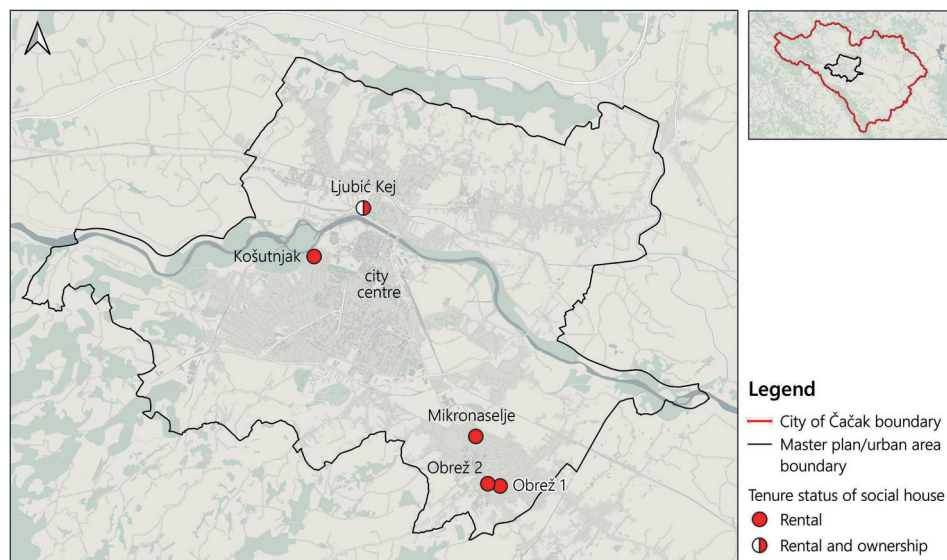 Ljubić Kej
Košutnjak
city
centre
Mikronaselje
Obrež 2
Obrež 1
Legend
City of Čačak boundary
Master plan/urban area
boundary
Tenure status of social house
Rental
Rental and ownership